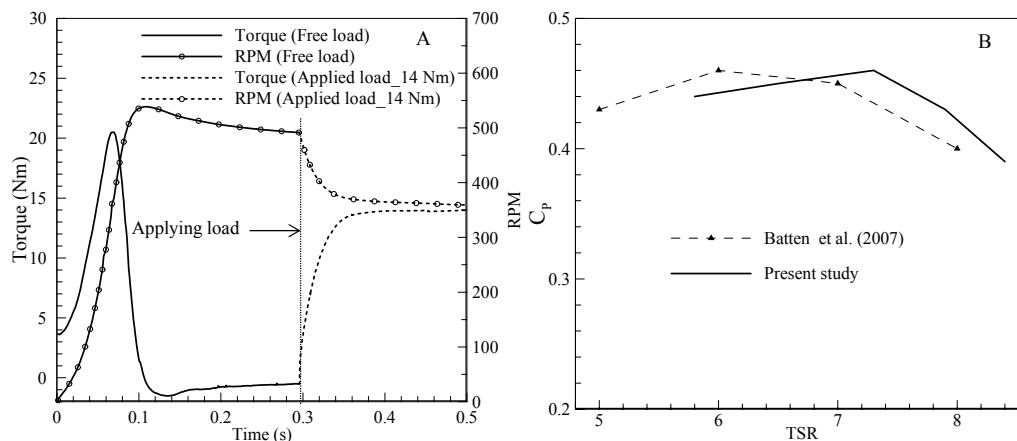 30
25
20
15
10
5
0
Torque (Nm)
700
600
500
400
300
200
100
0
RPM
0
0.1
0.2
0.3
0.4
0.5
Time (s)
Torque (Free load)
RPM (Free load)
Torque (Applied load_14 Nm)
RPM (Applied load_14 Nm)
A
Applying load
0.5
0.4
0.3
0.2
C_P
5
6
7
8
TSR
B
Batten et al. (2007)
Present study